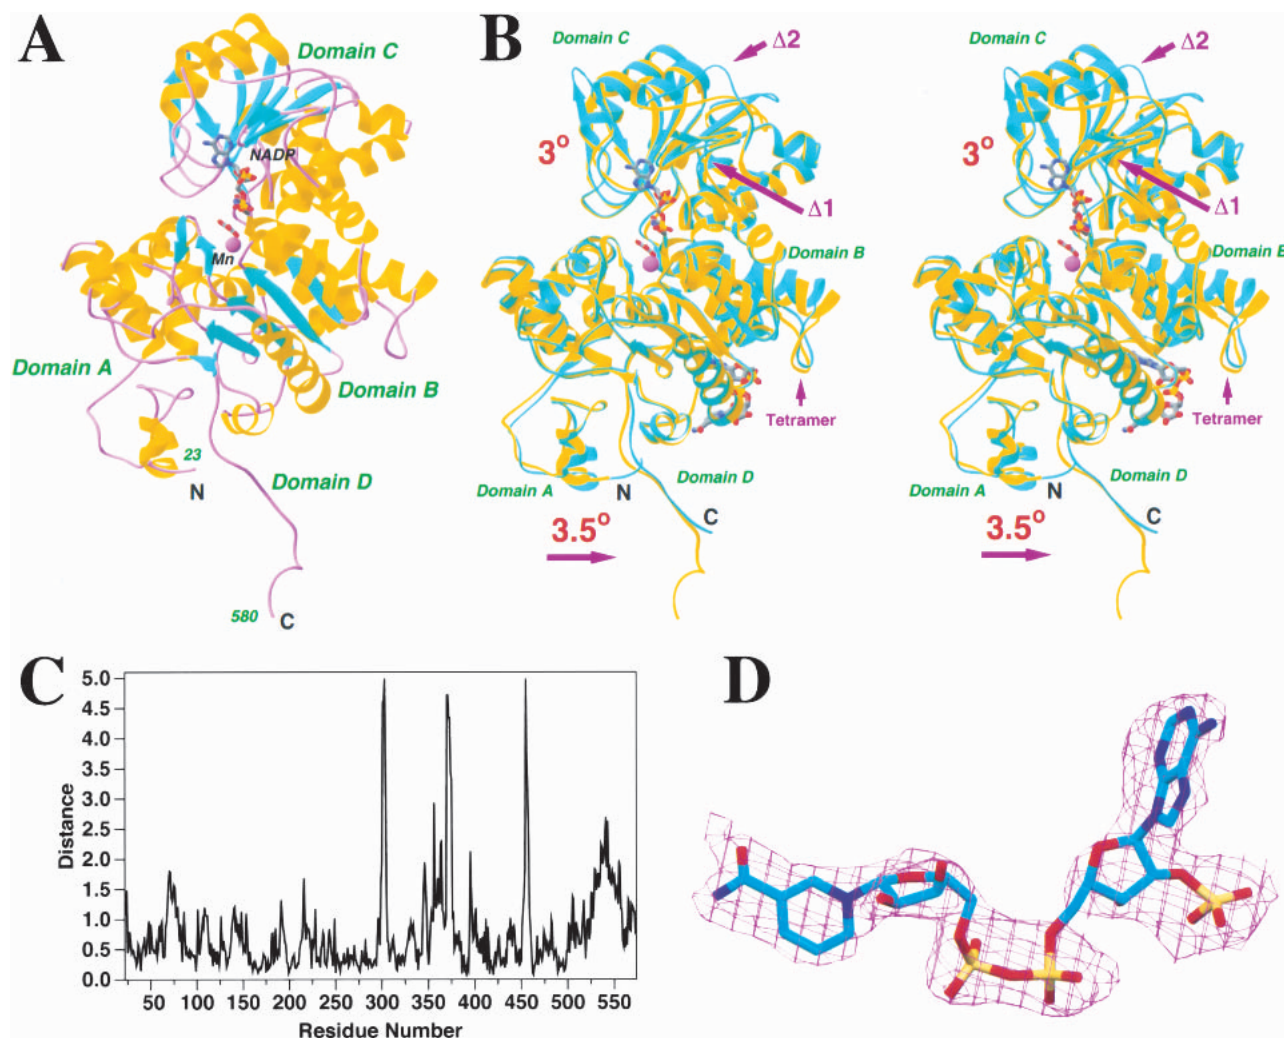 A
Domain C
NADP
Mn
Domain A
Domain B
23
N
Domain D
580
C
B
Domain C
Δ2
3°
Δ1
Domain B
Tetramer
Domain A
N
Domain D
C
3.5°
Domain C
Δ2
3°
Δ1
Domain B
Tetramer
Domain A
N
Domain D
C
3.5°
C
5.0
4.5
4.0
3.5
3.0
2.5
2.0
1.5
1.0
0.5
0.0
Distance
50 100 150 200 250 300 350 400 450 500 550
Residue Number
D